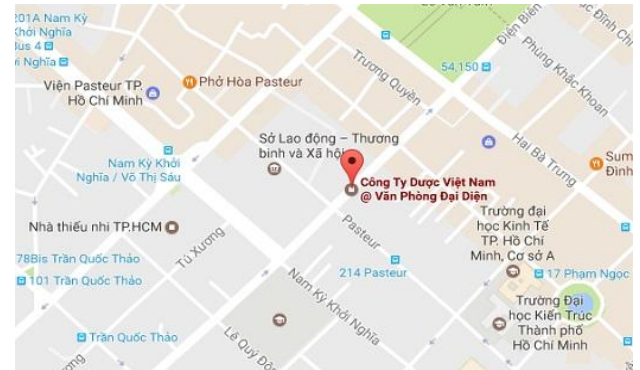 201A Nam Kỳ
Khởi Nghĩa
Bus 4
Điện Biên
Phùng Khắc Khoan
54,150
Trương Quyền
Viện Pasteur TP.
Hồ Chí Minh
Phở Hòa Pasteur
Hai Bà Trưng
Sở Lao động – Thương
binh và Xã hội
Nam Kỳ Khởi
Nghĩa / Võ Thị Sáu
Công Ty Dược Việt Nam
@ Văn Phòng Đại Diện
Sum
Đình
Nhà thiếu nhi TP.HCM
Tú Xương
Pasteur
Trường đại
học Kinh Tế
TP. Hồ Chí
Minh, Cơ sở A
78Bis Trần Quốc Thảo
101 Trần Quốc Thảo
214 Pasteur
17 Phạm Ngọc
Nam Kỳ Khởi Nghĩa
Trường Đại
học Kiến Trúc
Thành phố
Hồ Chí Minh
Trần Quốc Thảo
Lê Quý Đôn